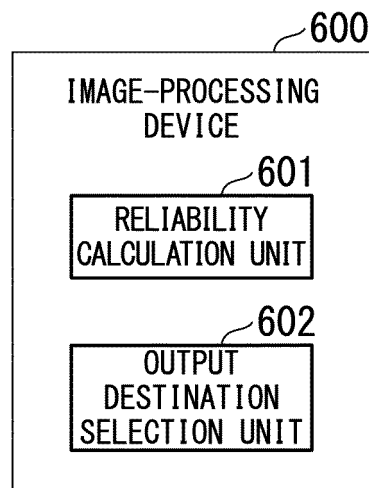 600
IMAGE-PROCESSING
DEVICE
601
RELIABILITY
CALCULATION UNIT
602
OUTPUT
DESTINATION
SELECTION UNIT